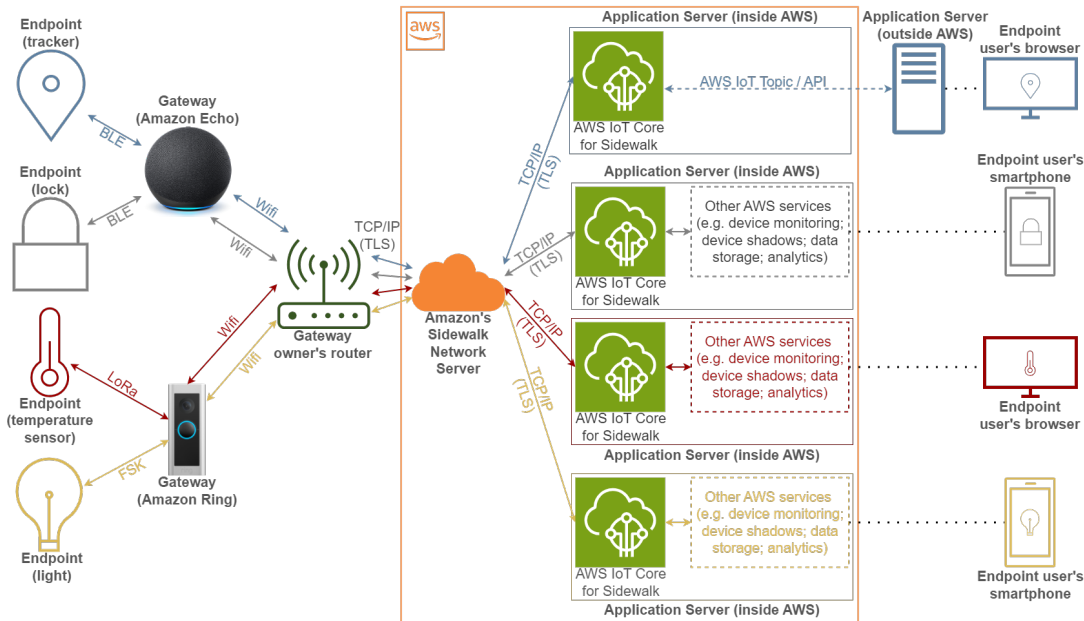 Endpoint
(tracker)
BLE
Gateway
(Amazon Echo)
Endpoint
(lock)
BLE
Wifi
Wifi
TCP/IP
(TLS)
Gateway
owner's router
Wifi
Wifi
Endpoint
(temperature
sensor)
LoRa
Gateway
(Amazon Ring)
FSK
Endpoint
(light)
aws
Amazon's
Sidewalk
Network
Server
TCP/IP
(TLS)
TCP/IP
(TLS)
TCP/IP
(TLS)
TCP/IP
(TLS)
Application Server (inside AWS)
AWS IoT Core
for Sidewalk
AWS IoT Topic / API
Application Server
(outside AWS)
Endpoint
user's browser
Application Server (inside AWS)
AWS IoT Core
for Sidewalk
Other AWS services
(e.g. device monitoring;
device shadows; data
storage; analytics)
Endpoint user's
smartphone
AWS IoT Core
for Sidewalk
Other AWS services
(e.g. device monitoring;
device shadows; data
storage; analytics)
Application Server (inside AWS)
Endpoint
user's browser
AWS IoT Core
for Sidewalk
Other AWS services
(e.g. device monitoring;
device shadows; data
storage; analytics)
Application Server (inside AWS)
Endpoint user's
smartphone